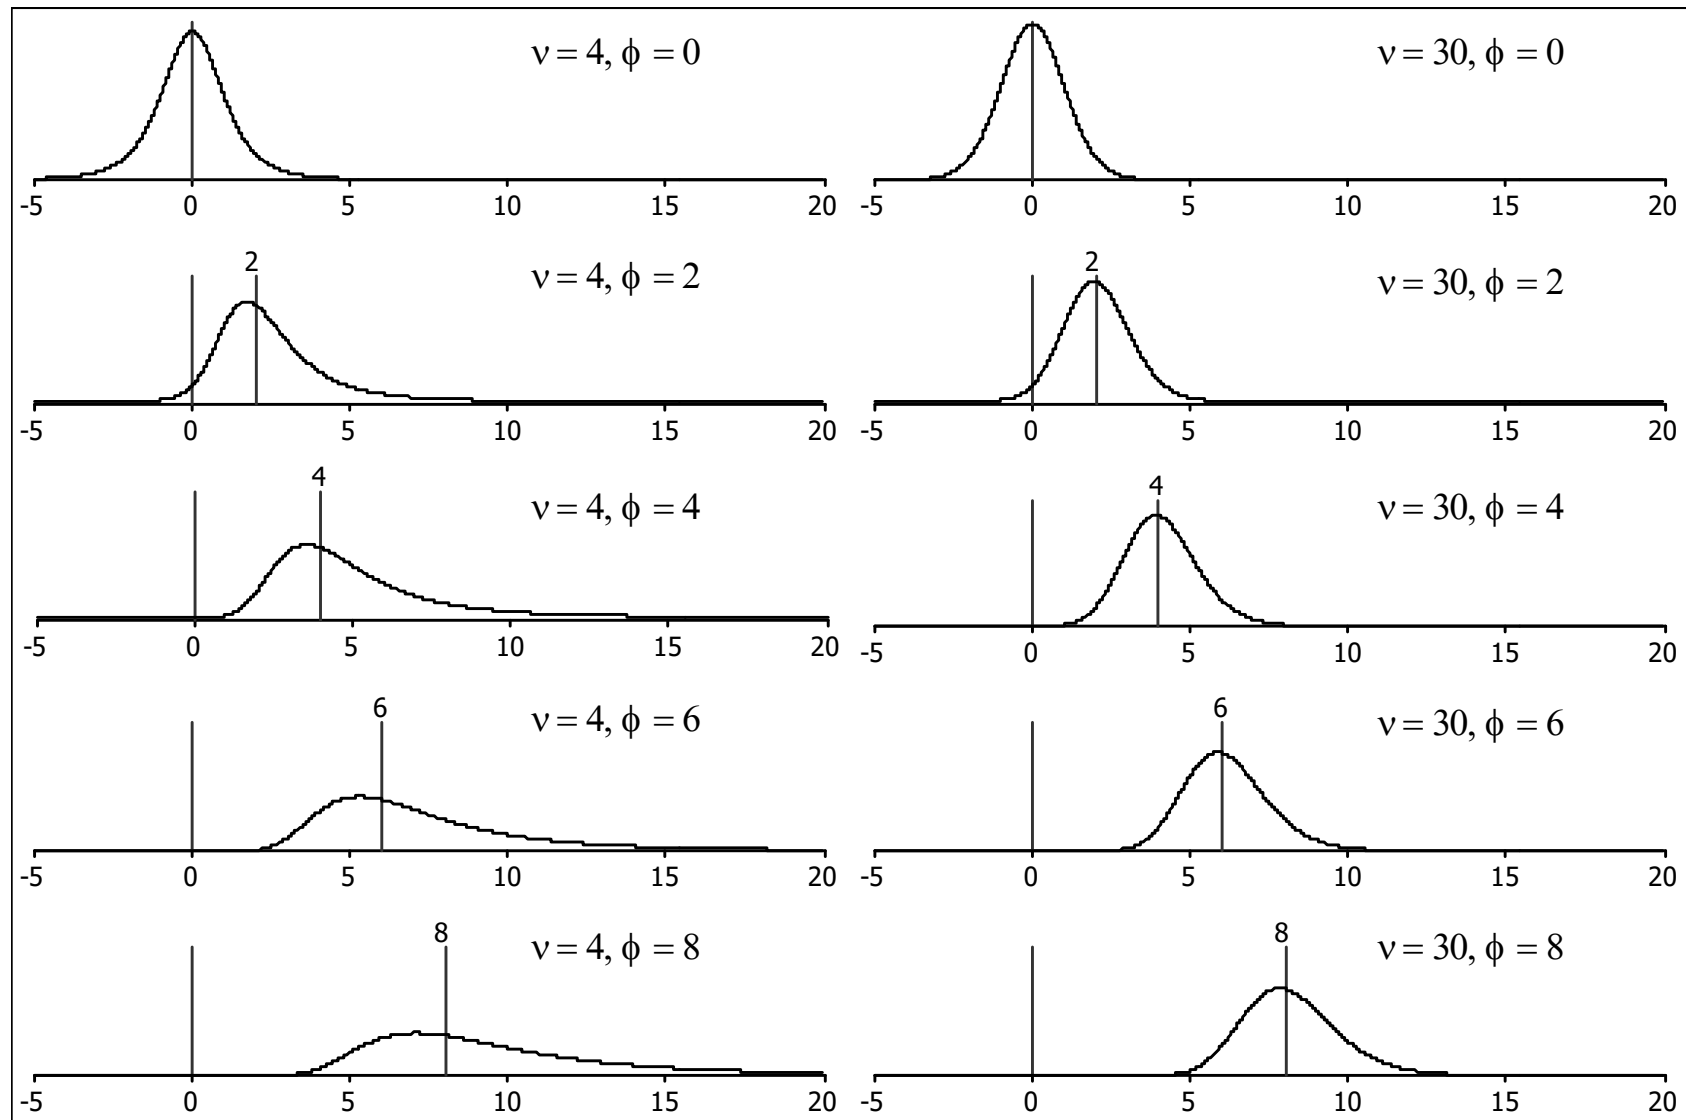 ν = 4, ϕ = 0
-5 0 5 10 15 20
ν = 30, ϕ = 0
-5 0 5 10 15 20
2
ν = 4, ϕ = 2
-5 0 5 10 15 20
2
ν = 30, ϕ = 2
-5 0 5 10 15 20
4
ν = 4, ϕ = 4
-5 0 5 10 15 20
4
ν = 30, ϕ = 4
-5 0 5 10 15 20
6
ν = 4, ϕ = 6
-5 0 5 10 15 20
6
ν = 30, ϕ = 6
-5 0 5 10 15 20
8
ν = 4, ϕ = 8
-5 0 5 10 15 20
8
ν = 30, ϕ = 8
-5 0 5 10 15 20